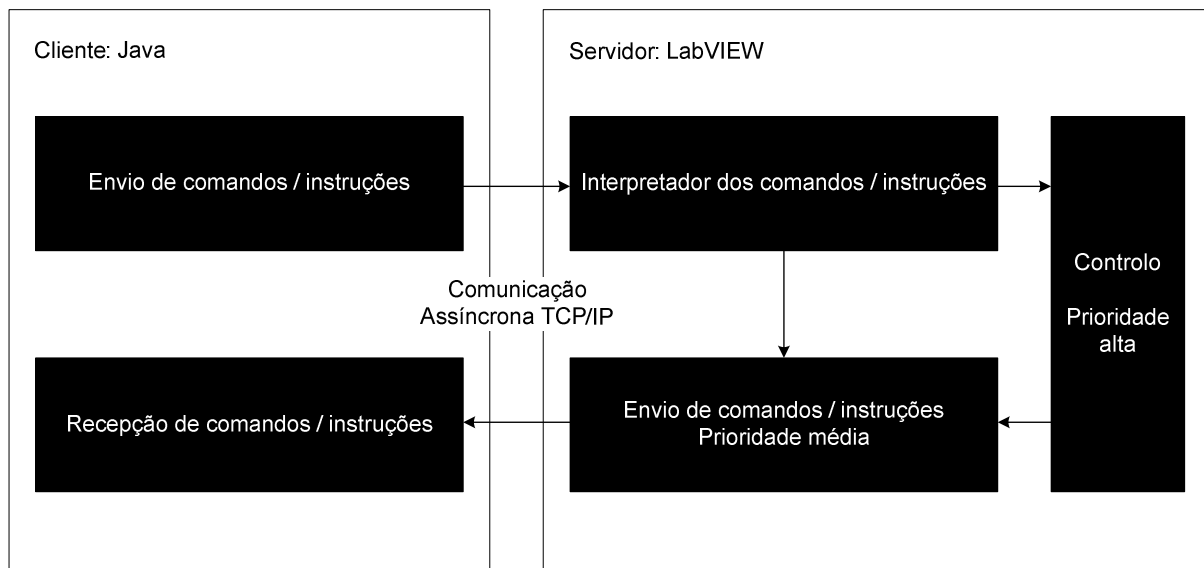 Cliente: Java
Servidor: LabVIEW
Envio de comandos / instruções
Interpretador dos comandos / instruções
Controlo
Prioridade
alta
Comunicação
Assíncrona TCP/IP
Recepção de comandos / instruções
Envio de comandos / instruções
Prioridade média